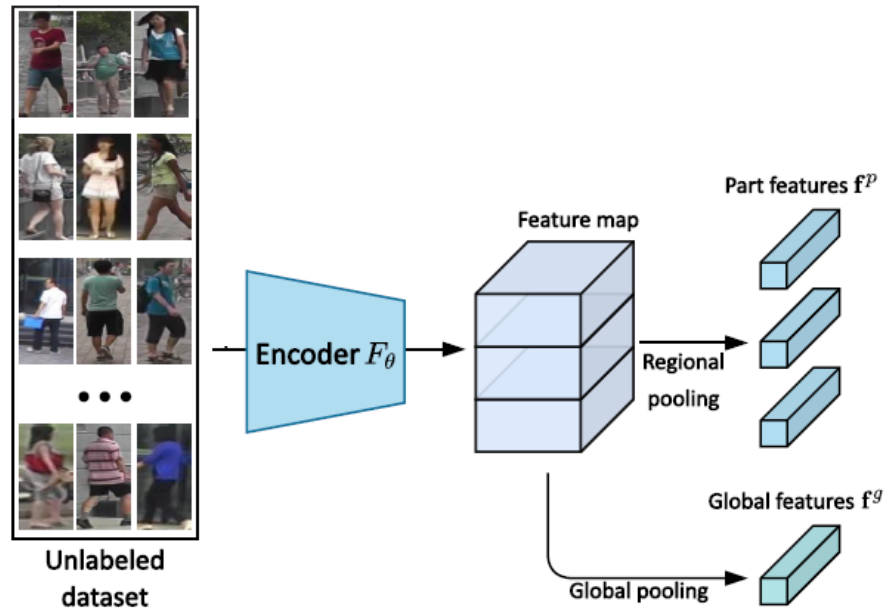 Unlabeled
dataset
Encoder F_θ
Feature map
Regional
pooling
Part features f^p
Global features f^g
Global pooling